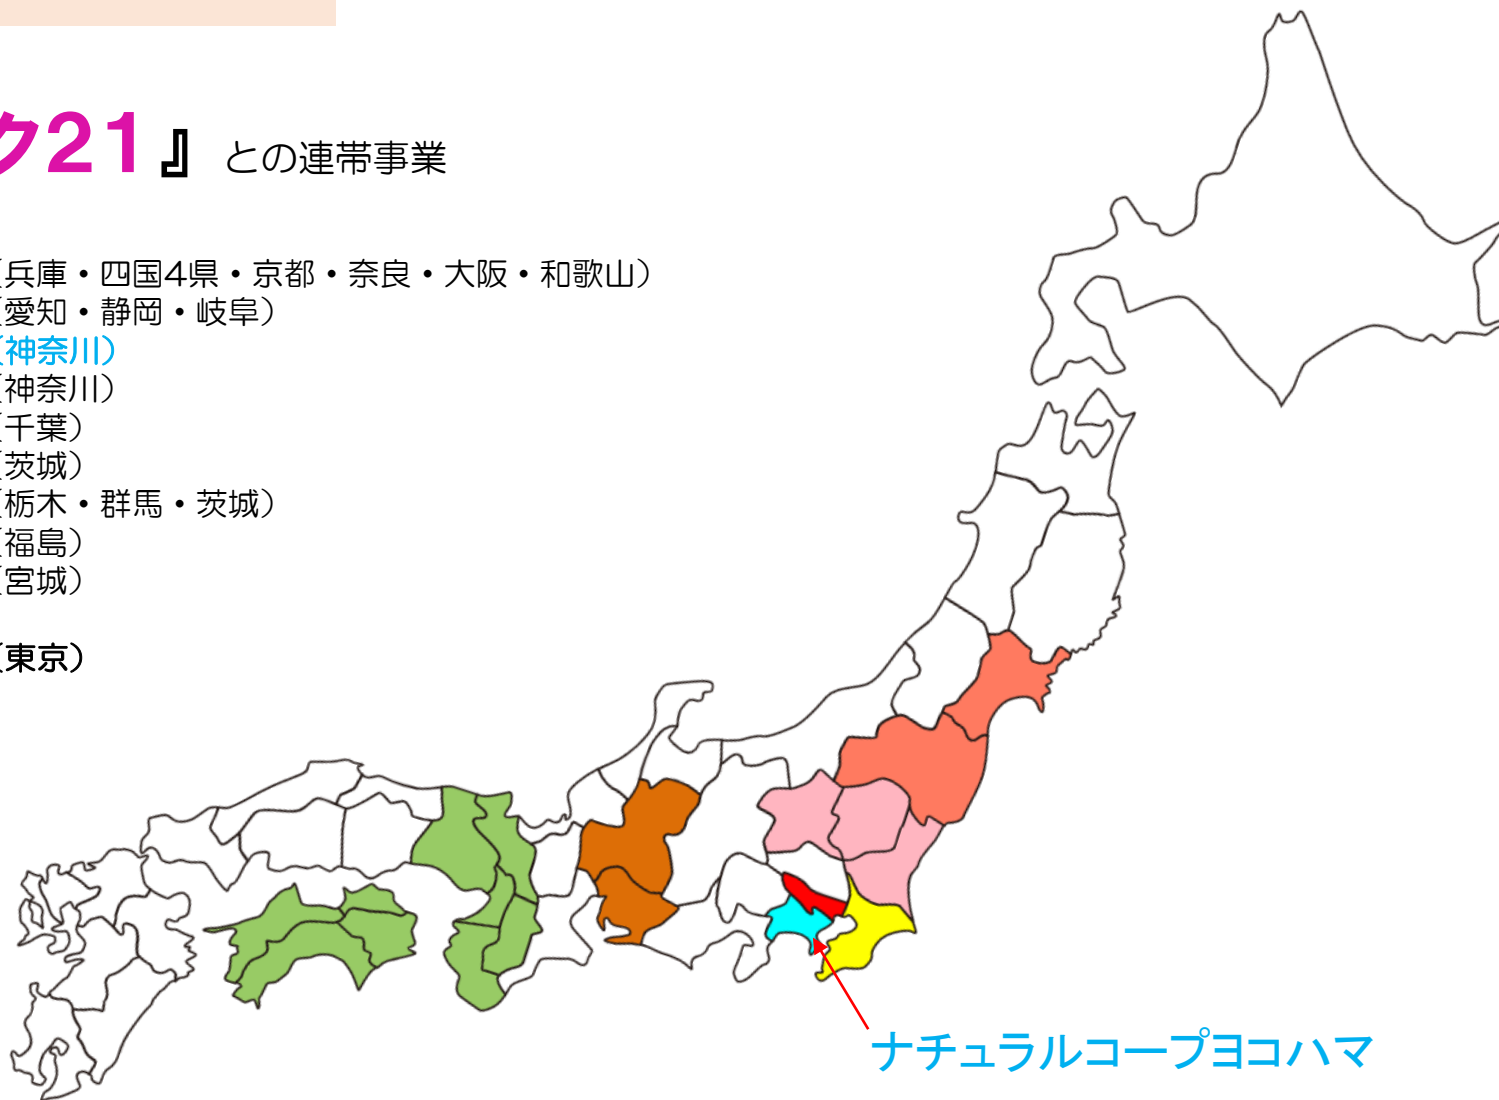 ク21』 との連帯事業
(兵庫・四国4県・京都・奈良・大阪・和歌山)
(愛知・静岡・岐阜)
(神奈川)
(神奈川)
(千葉)
(茨城)
(栃木・群馬・茨城)
(福島)
(宮城)
(東京)
ナチュラルコープヨコハマ